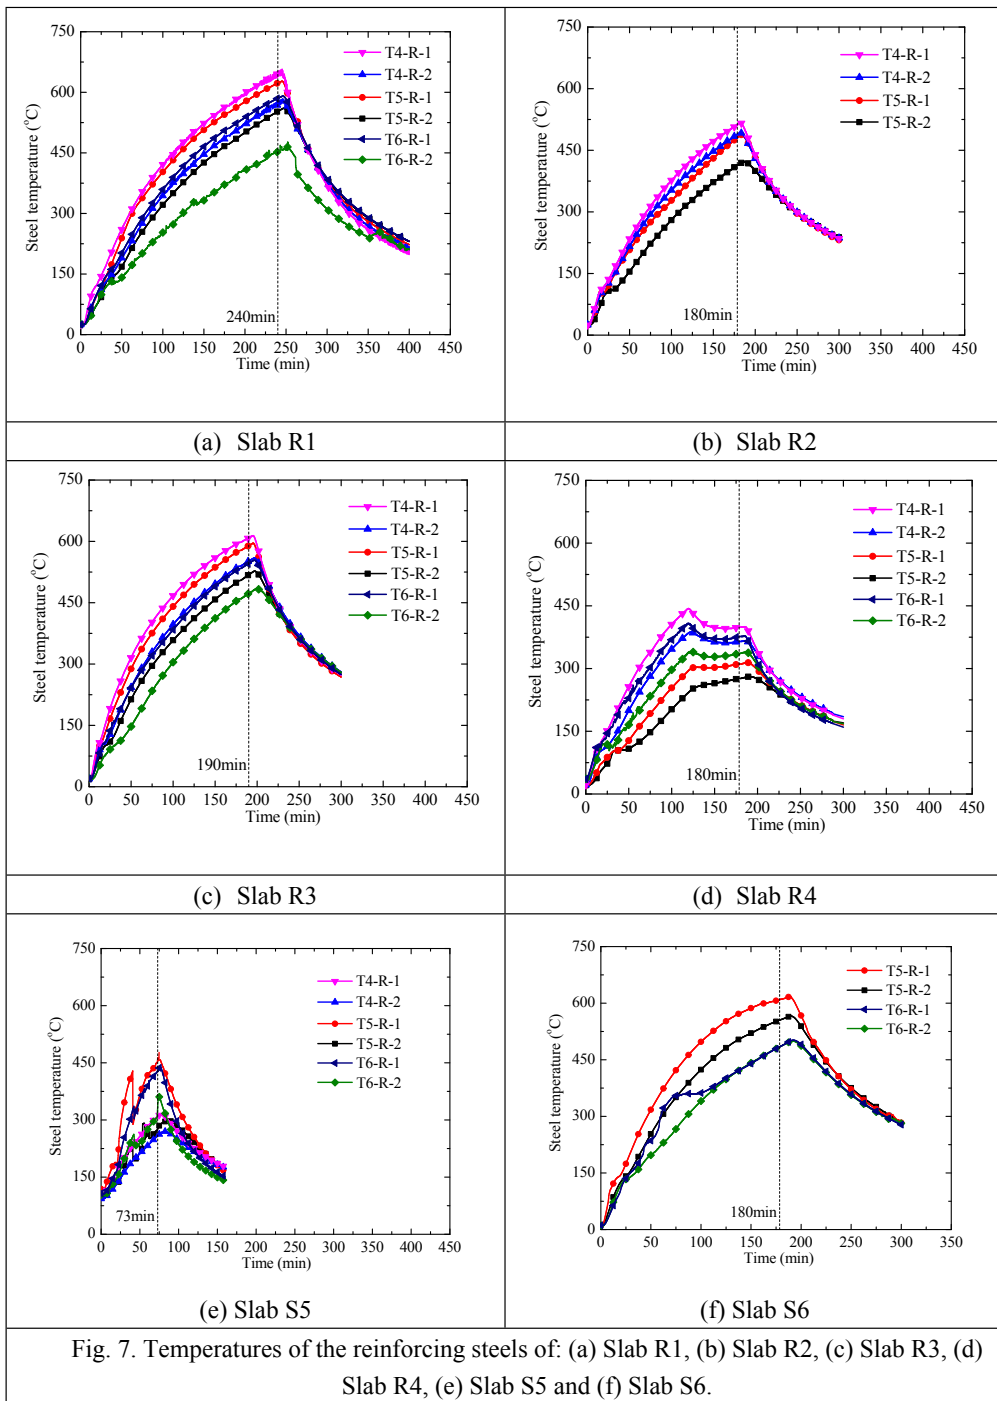 750
600
450
300
150
0
Steel temperature (°C)
T4-R-1
T4-R-2
T5-R-1
T5-R-2
T6-R-1
T6-R-2
240min
0 50 100 150 200 250 300 350 400 450
Time (min)
(a) Slab R1
750
600
450
300
150
0
Steel temperature (°C)
T4-R-1
T4-R-2
T5-R-1
T5-R-2
180min
0 50 100 150 200 250 300 350 400 450
Time (min)
(b) Slab R2
750
600
450
300
150
0
Steel temperature (°C)
T4-R-1
T4-R-2
T5-R-1
T5-R-2
T6-R-1
T6-R-2
190min
0 50 100 150 200 250 300 350 400 450
Time (min)
(c) Slab R3
750
600
450
300
150
0
Steel temperature (°C)
T4-R-1
T4-R-2
T5-R-1
T5-R-2
T6-R-1
T6-R-2
180min
0 50 100 150 200 250 300 350 400 450
Time (min)
(d) Slab R4
750
600
450
300
150
0
Steel temperature (°C)
T4-R-1
T4-R-2
T5-R-1
T5-R-2
T6-R-1
T6-R-2
73min
0 50 100 150 200 250 300 350 400 450
Time (min)
(e) Slab S5
750
600
450
300
150
0
Steel temperature (°C)
T5-R-1
T5-R-2
T6-R-1
T6-R-2
180min
0 50 100 150 200 250 300 350
Time (min)
(f) Slab S6
Fig. 7. Temperatures of the reinforcing steels of: (a) Slab R1, (b) Slab R2, (c) Slab R3, (d)
Slab R4, (e) Slab S5 and (f) Slab S6.